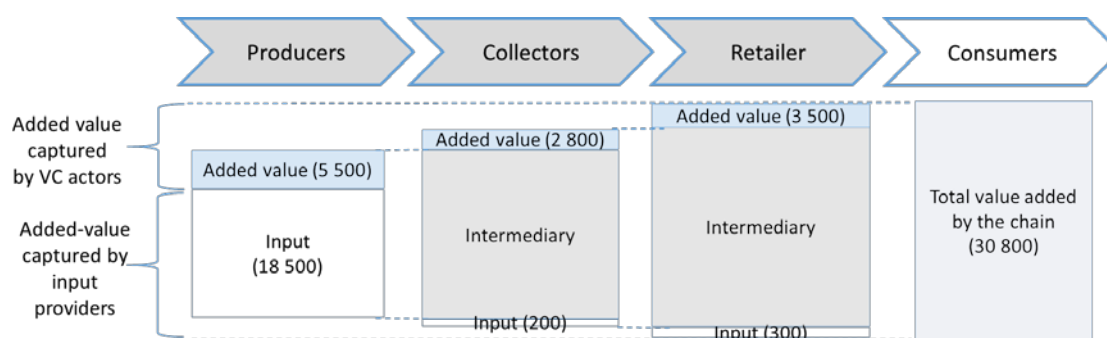 Producers
Collectors
Retailer
Consumers
Added value
captured
by VC actors
Added-value
captured by
input
providers
Added value (5 500)
Input
(18 500)
Added value (2 800)
Intermediary
Input (200)
Added value (3 500)
Intermediary
Input (300)
Total value added
by the chain
(30 800)